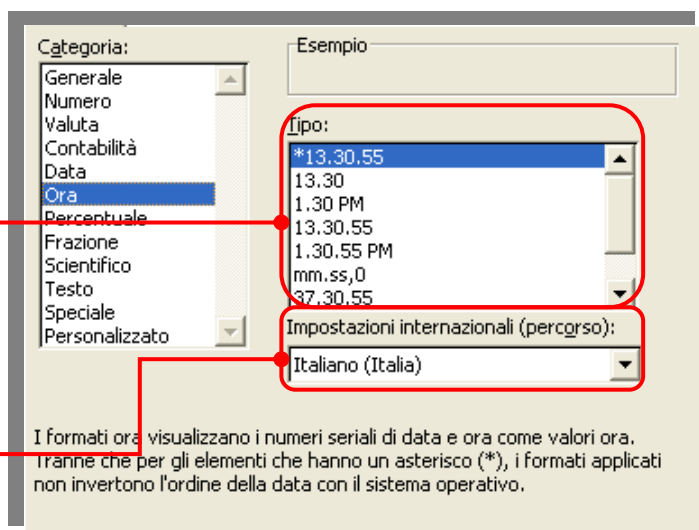 Categoria:
Generale
Numero
Valuta
Contabilità
Data
Ora
Percentuale
Frazione
Scientifico
Testo
Speciale
Personalizzato
Esempio
Tipo:
*13.30.55
13.30
1.30 PM
13.30.55
1.30.55 PM
mm.ss,0
37.30.55
Impostazioni internazionali (percorso):
Italiano (Italia)
I formati ora visualizzano i numeri seriali di data e ora come valori ora.
Tranne che per gli elementi che hanno un asterisco (*), i formati applicati
non invertono l'ordine della data con il sistema operativo.